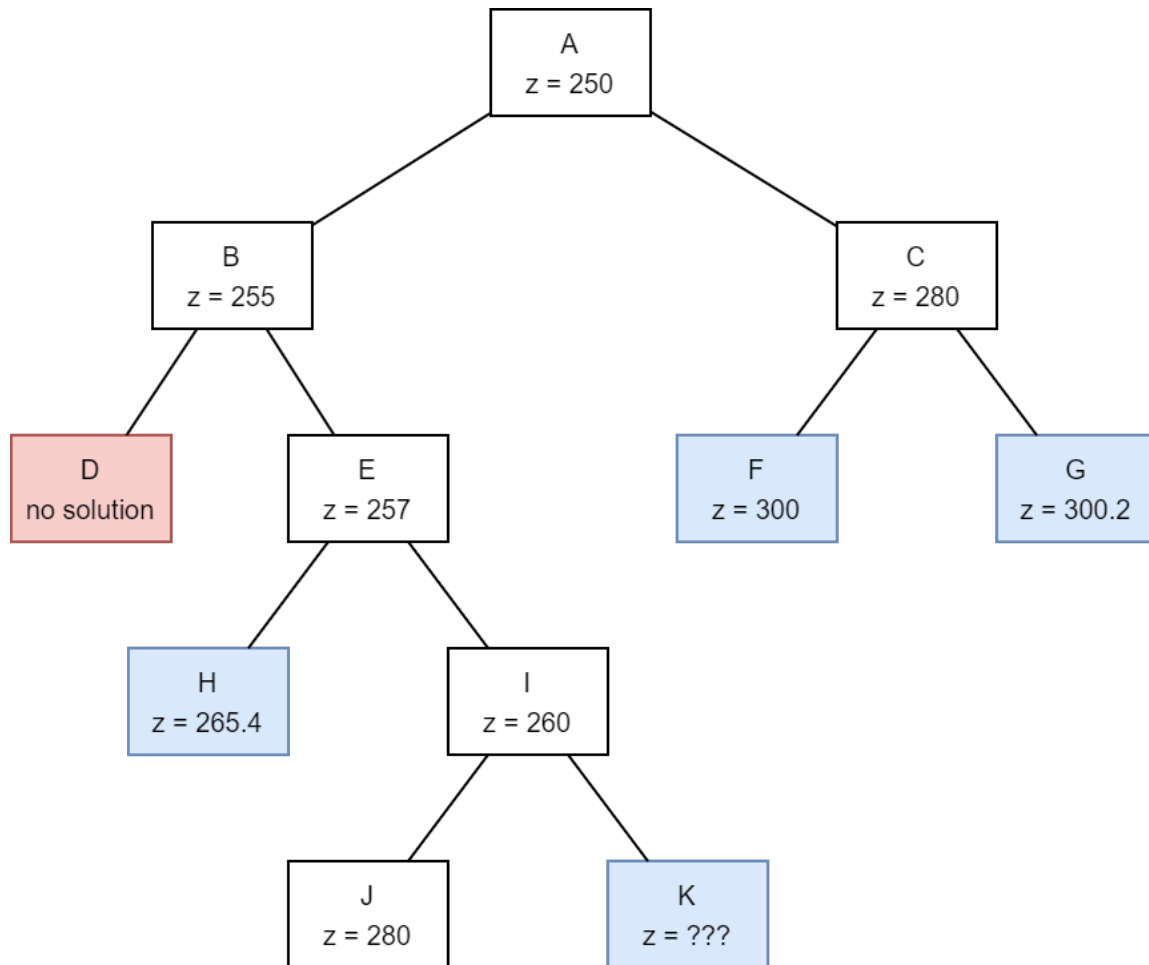 A
z = 250
B
z = 255
C
z = 280
D
no solution
E
z = 257
F
z = 300
G
z = 300.2
H
z = 265.4
I
z = 260
J
z = 280
K
z = ???